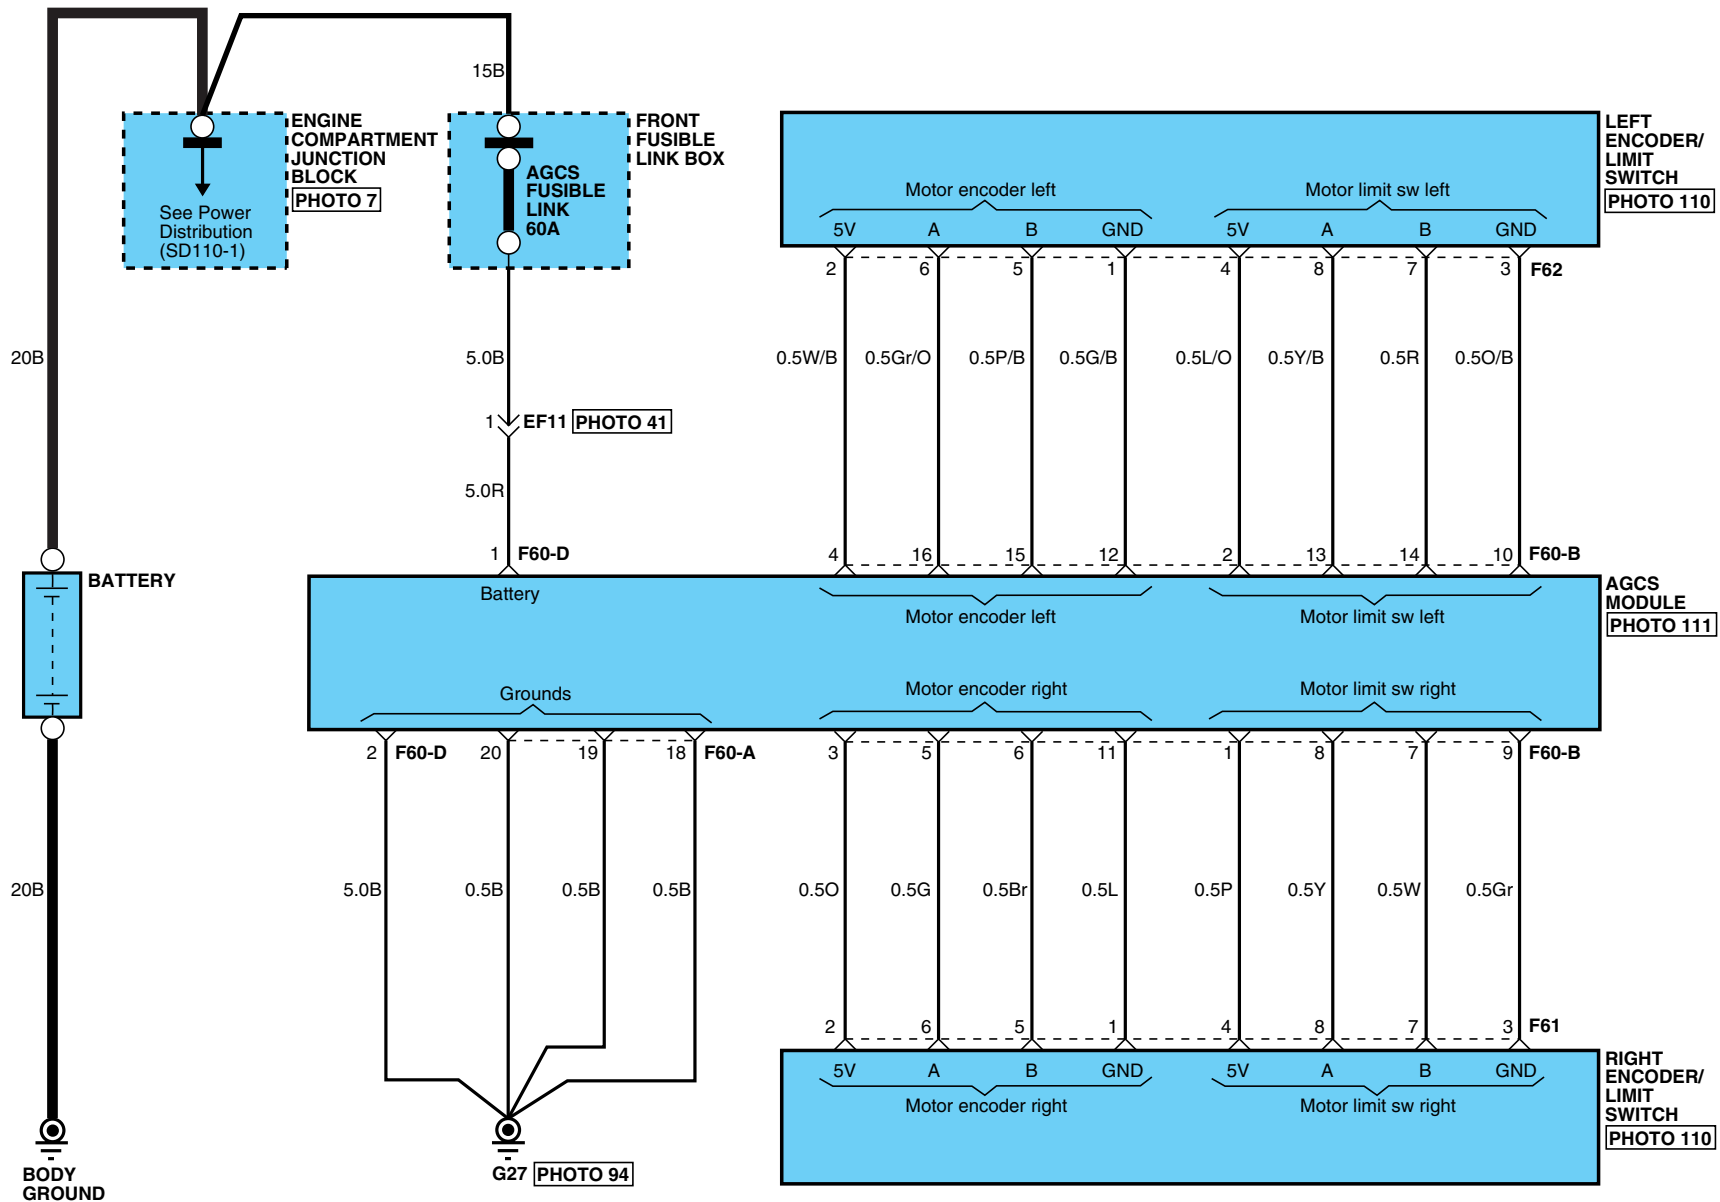 15B
ENGINE
COMPARTMENT
JUNCTION
BLOCK
PHOTO 7
See Power
Distribution
(SD110-1)
FRONT
FUSIBLE
LINK BOX
AGCS
FUSIBLE
LINK
60A
LEFT
ENCODER/
LIMIT
SWITCH
PHOTO 110
Motor encoder left Motor limit sw left
5V A B GND 5V A B GND
2 6 5 1 4 8 7 3 F62
20B 5.0B 0.5W/B 0.5Gr/O 0.5P/B 0.5G/B 0.5L/O 0.5Y/B 0.5R 0.5O/B
1 EF11 PHOTO 41
5.0R
1 F60-D 4 16 15 12 2 13 14 10 F60-B
BATTERY
AGCS
MODULE
PHOTO 111
Battery
Motor encoder left Motor limit sw left
Grounds Motor encoder right Motor limit sw right
2 F60-D 20 19 18 F60-A 3 5 6 11 1 8 7 9 F60-B
20B 5.0B 0.5B 0.5B 0.5B 0.5O 0.5G 0.5Br 0.5L 0.5P 0.5Y 0.5W 0.5Gr
2 6 5 1 4 8 7 3 F61
5V A B GND 5V A B GND
Motor encoder right Motor limit sw right
RIGHT
ENCODER/
LIMIT
SWITCH
PHOTO 110
G27 PHOTO 94
BODY
GROUND